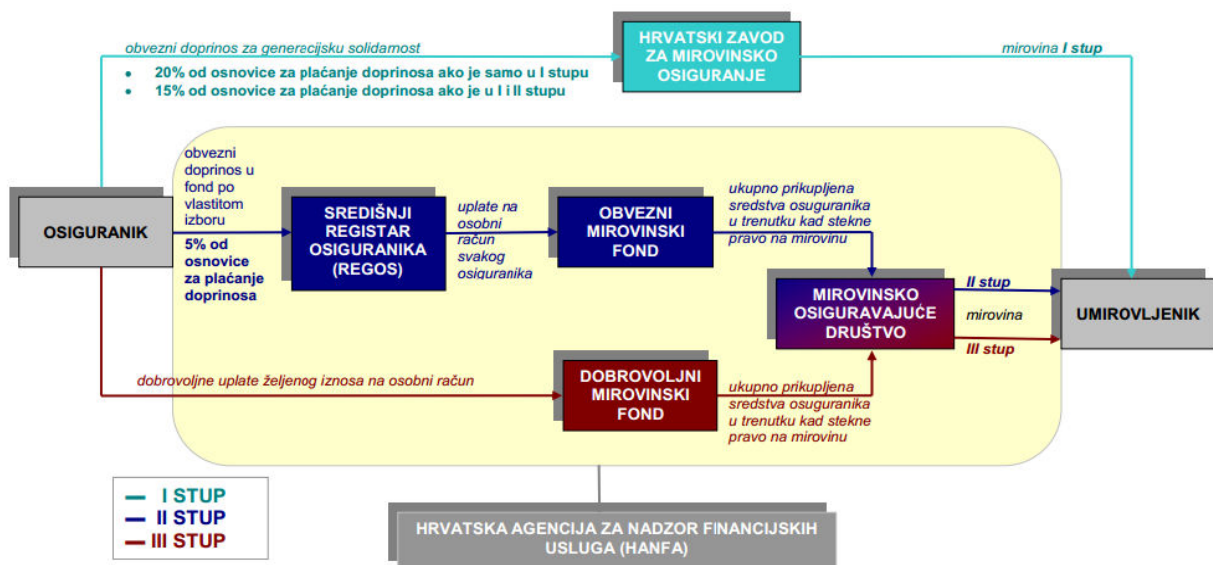 obvezni doprinos za generecijsku solidarnost
• 20% od osnovice za plaćanje doprinosa ako je samo u I stupu
• 15% od osnovice za plaćanje doprinosa ako je u I i II stupu
HRVATSKI ZAVOD
ZA MIROVINSKO
OSIGURANJE
mirovina I stup
OSIGURANIK
obvezni
doprinos u
fond po
vlastitom
izboru
5% od
osnovice
za plaćanje
doprinosa
SREDIŠNJI
REGISTAR
OSIGURANIKA
(REGOS)
uplate na
osobni
račun
svakog
osiguranika
OBVEZNI
MIROVINSKI
FOND
ukupno prikupljena
sredstva osuguranika
u trenutku kad stekne
pravo na mirovinu
MIROVINSKO
OSIGURAVAJUĆE
DRUŠTVO
II stup
mirovina
III stup
UMIROVLJENIK
dobrovoljne uplate željenog iznosa na osobni račun
DOBROVOLJNI
MIROVINSKI
FOND
ukupno prikupljena
sredstva osuguranika
u trenutku kad stekne
pravo na mirovinu
I STUP
II STUP
III STUP
HRVATSKA AGENCIJA ZA NADZOR FINANCIJSKIH
USLUGA (HANFA)